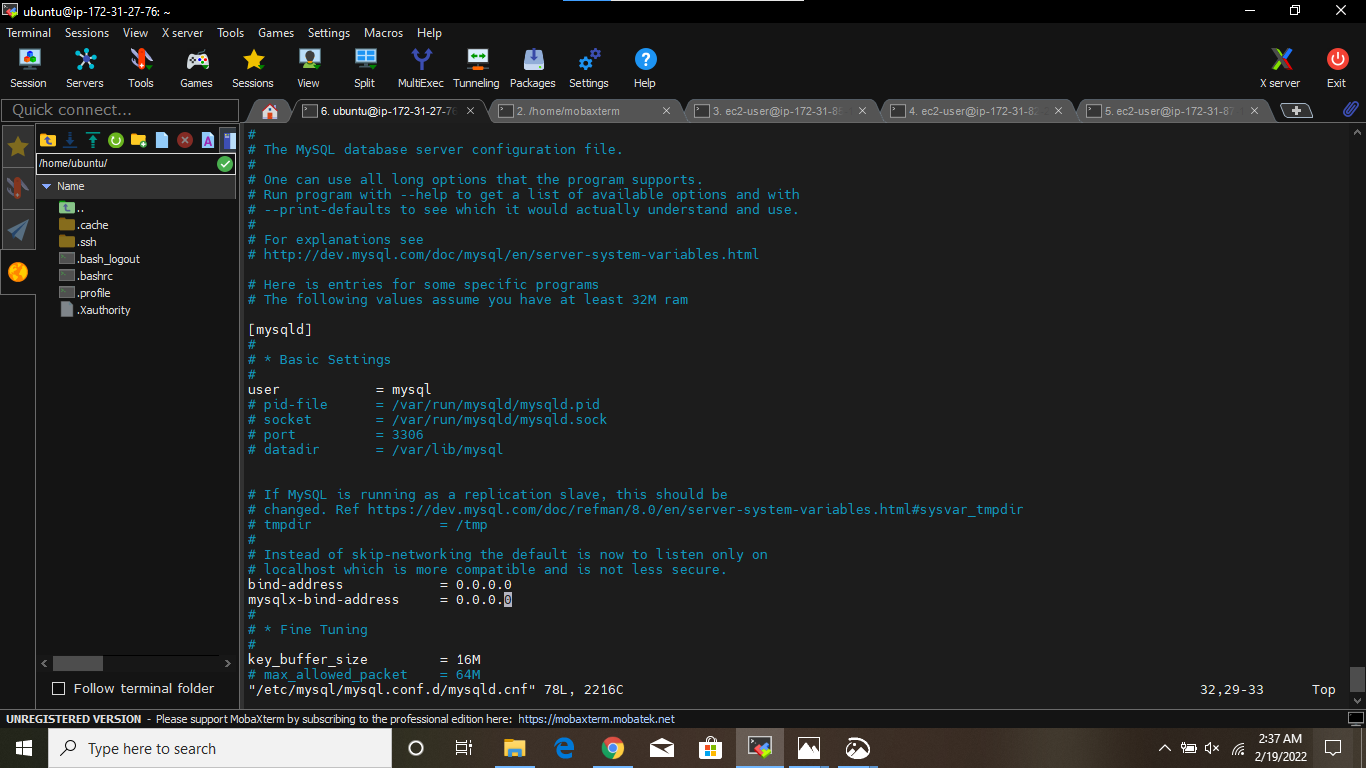 ubuntu@ip-172-31-27-76: ~
Terminal Sessions View X server Tools Games Settings Macros Help
Session Servers Tools Games Sessions View Split MultiExec Tunneling Packages Settings Help X server Exit
Quick connect...
6. ubuntu@ip-172-31-27-76
2. /home/mobaxterm
3. ec2-user@ip-172-31-
4. ec2-user@ip-172-31-82-
5. ec2-user@ip-172-31-
/home/ubuntu/
Name
..
.cache
.ssh
.bash_logout
.bashrc
.profile
.Xauthority
Follow terminal folder
#
# The MySQL database server configuration file.
#
# One can use all long options that the program supports.
# Run program with --help to get a list of available options and with
# --print-defaults to see which it would actually understand and use.
#
# For explanations see
# http://dev.mysql.com/doc/mysql/en/server-system-variables.html
# Here is entries for some specific programs
# The following values assume you have at least 32M ram
[mysqld]
#
# * Basic Settings
#
user = mysql
# pid-file = /var/run/mysqld/mysqld.pid
# socket = /var/run/mysqld/mysqld.sock
# port = 3306
# datadir = /var/lib/mysql
# If MySQL is running as a replication slave, this should be
# changed. Ref https://dev.mysql.com/doc/refman/8.0/en/server-system-variables.html#sysvar_tmpdir
# tmpdir = /tmp
#
# Instead of skip-networking the default is now to listen only on
# localhost which is more compatible and is not less secure.
bind-address = 0.0.0.0
mysqlx-bind-address = 0.0.0.0
#
# * Fine Tuning
#
key_buffer_size = 16M
# max_allowed_packet = 64M
"/etc/mysql/mysql.conf.d/mysqld.cnf" 78L, 2216C 32,29-33 Top
UNREGISTERED VERSION - Please support MobaXterm by subscribing to the professional edition here: https://mobaxterm.mobatek.net
Type here to search
2:37 AM
2/19/2022